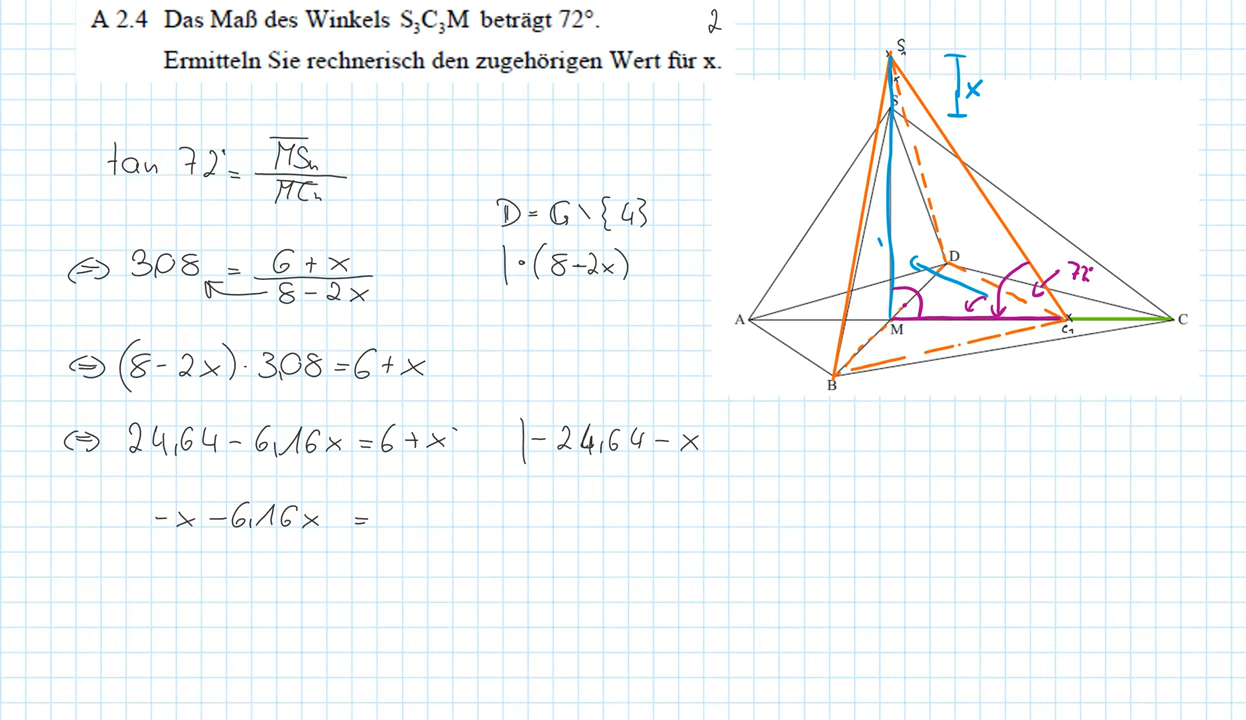 A 2.4 Das Maß des Winkels S₃C₃M beträgt 72°. 2
Ermitteln Sie rechnerisch den zugehörigen Wert für x.
tan 72° = MSₙ / MCₙ
D = G \ {4}
⇔ 3,08 = 6 + x / 8 - 2x | · (8-2x)
⇔ (8 - 2x) · 3,08 = 6 + x
⇔ 24,64 - 6,16x = 6 + x | - 24,64 - x
- x - 6,16x =
S₁
x
S
D
72°
A
M
C₁
C
B